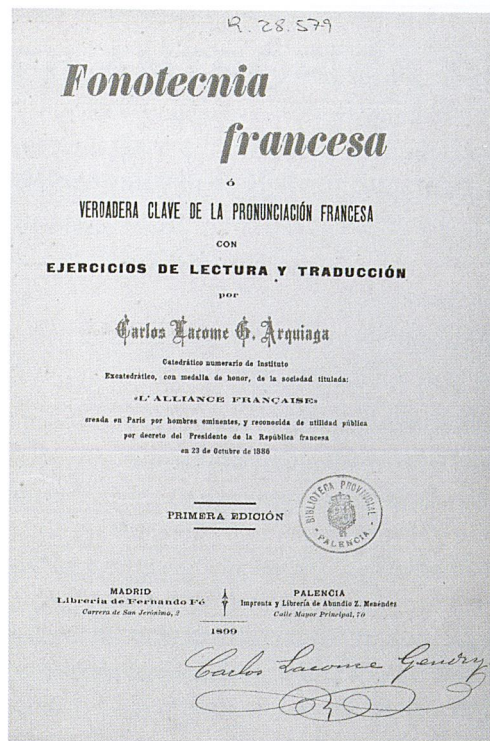 R. 28.579
Fonotecnia
francesa
ó
VERDADERA CLAVE DE LA PRONUNCIACIÓN FRANCESA
CON
EJERCICIOS DE LECTURA Y TRADUCCIÓN
por
Carlos Lacome G. Arquiaga
Catedrático numerario de Instituto
Excatedrático, con medalla de honor, de la sociedad titulada:
«L'ALLIANCE FRANÇAISE»
creada en París por hombres eminentes, y reconocida de utilidad pública
por decreto del Presidente de la República francesa
en 23 de Octubre de 1886
PRIMERA EDICIÓN
BIBLIOTECA PROVINCIAL
PALENCIA
MADRID
Librería de Fernando Fé
Carrera de San Jerónimo, 2
PALENCIA
Imprenta y Librería de Abundio Z. Menéndez
Calle Mayor Principal, 70
1899
Carlos Lacome Gendry